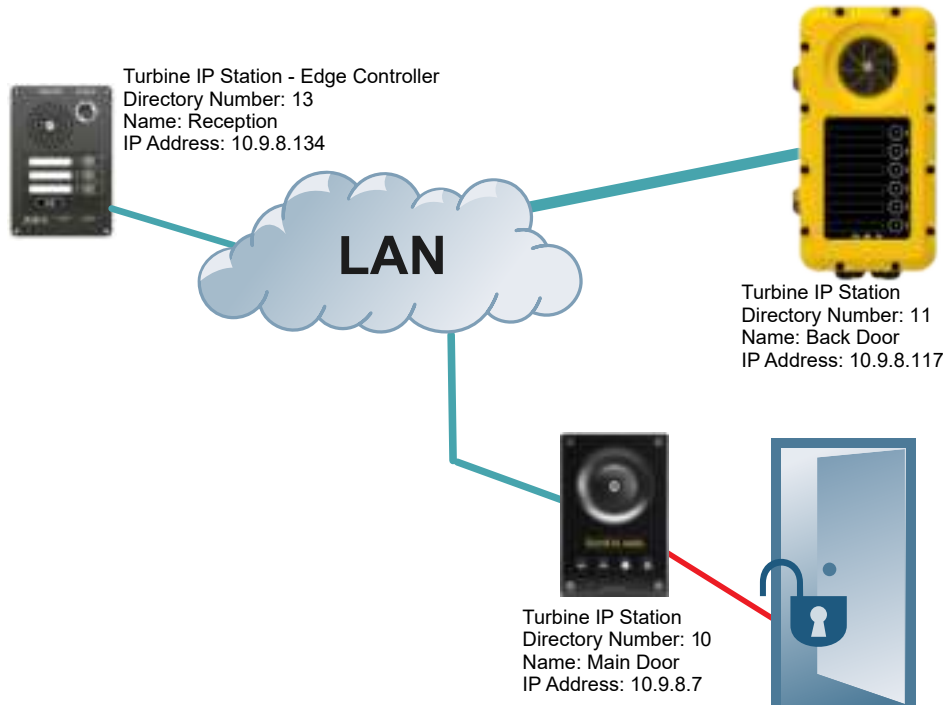 Turbine IP Station - Edge Controller
Directory Number: 13
Name: Reception
IP Address: 10.9.8.134
LAN
Turbine IP Station
Directory Number: 11
Name: Back Door
IP Address: 10.9.8.117
Turbine IP Station
Directory Number: 10
Name: Main Door
IP Address: 10.9.8.7